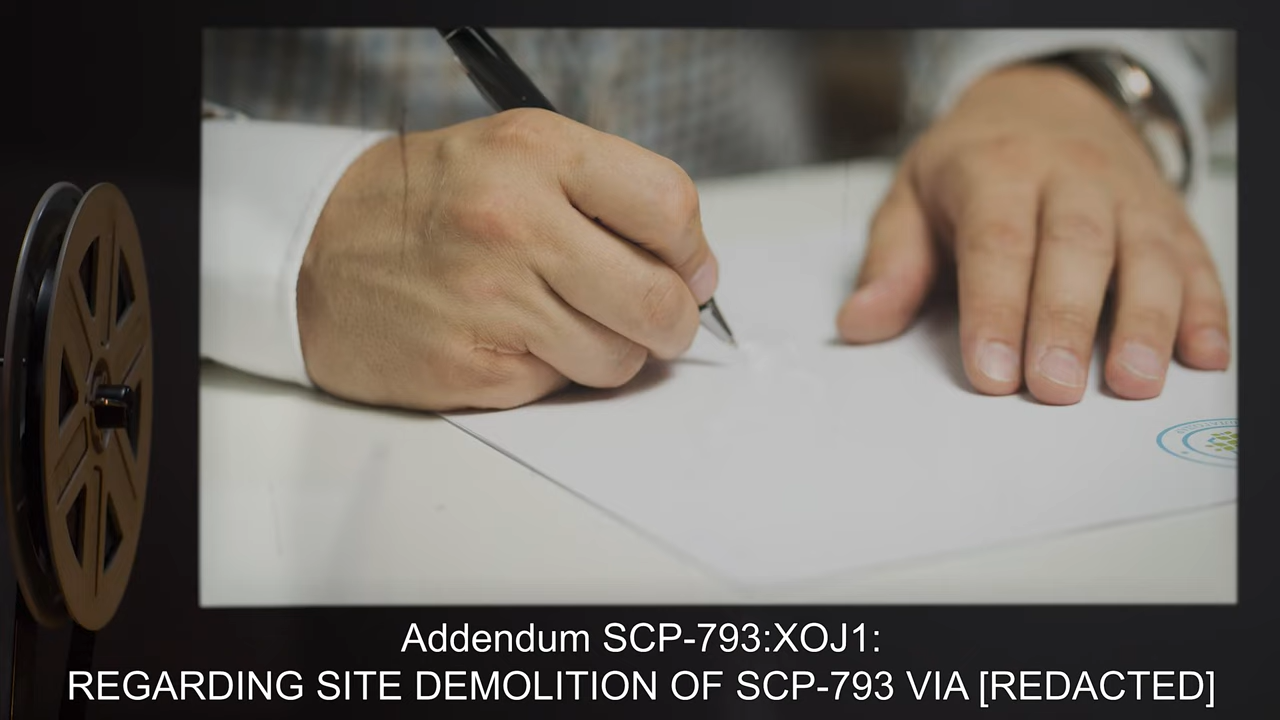 Addendum SCP-793:XOJ1:
REGARDING SITE DEMOLITION OF SCP-793 VIA [REDACTED]